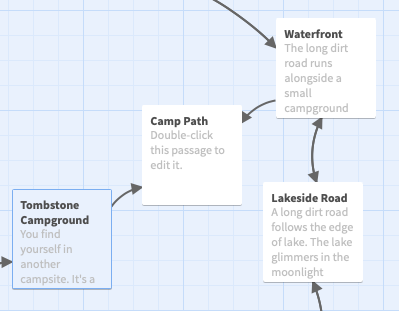 Waterfront
The long dirt
road runs
alongside a
small
campground
Camp Path
Double-click
this passage to
edit it.
Tombstone
Campground
You find
yourself in
another
campsite. It's a
Lakeside Road
A long dirt road
follows the edge
of lake. The lake
glimmers in the
moonlight